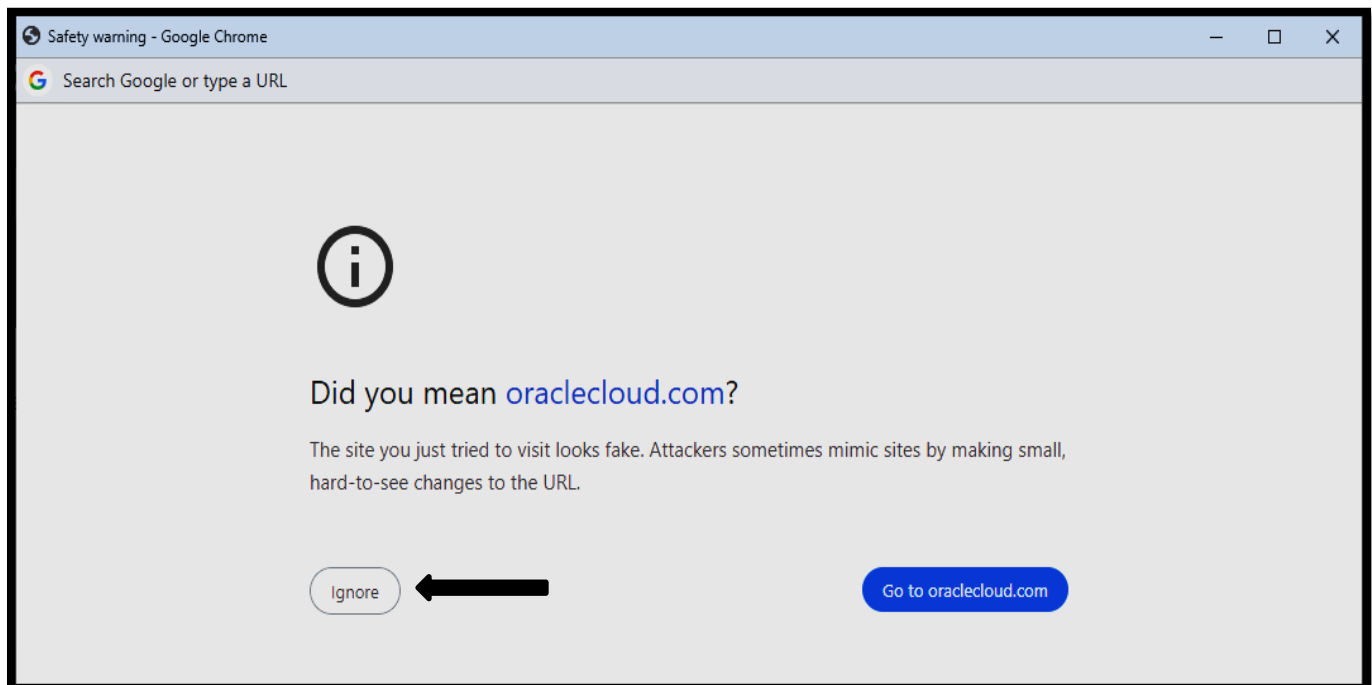 Safety warning - Google Chrome
Search Google or type a URL
Did you mean oraclecloud.com?
The site you just tried to visit looks fake. Attackers sometimes mimic sites by making small,
hard-to-see changes to the URL.
Ignore
Go to oraclecloud.com